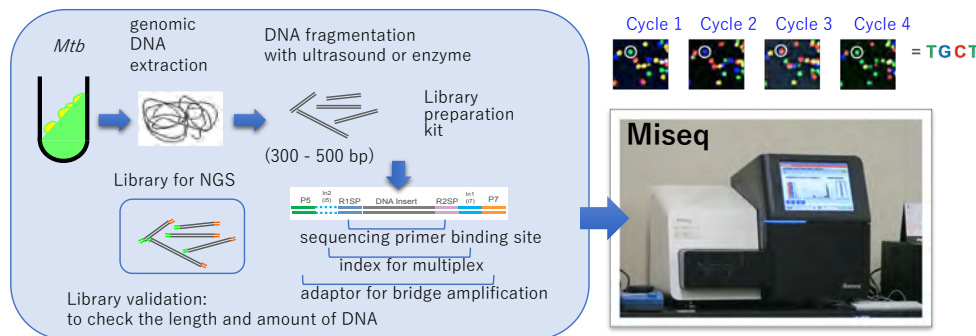 Mtb
genomic
DNA
extraction
DNA fragmentation
with ultrasound or enzyme
Library
preparation
kit
(300 - 500 bp)
Library for NGS
P5
In2
(i5)
R1SP
DNA Insert
R2SP
In1
(i7)
P7
sequencing primer binding site
index for multiplex
adaptor for bridge amplification
Library validation:
to check the length and amount of DNA
Cycle 1
Cycle 2
Cycle 3
Cycle 4
= TGCT
Miseq